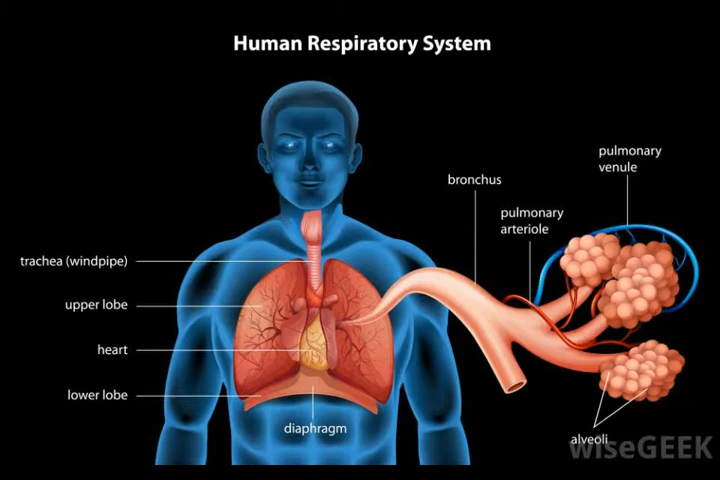 Human Respiratory System
pulmonary
venule
bronchus
pulmonary
arteriole
trachea (windpipe)
upper lobe
heart
lower lobe
diaphragm
alveoli
wiseGEEK